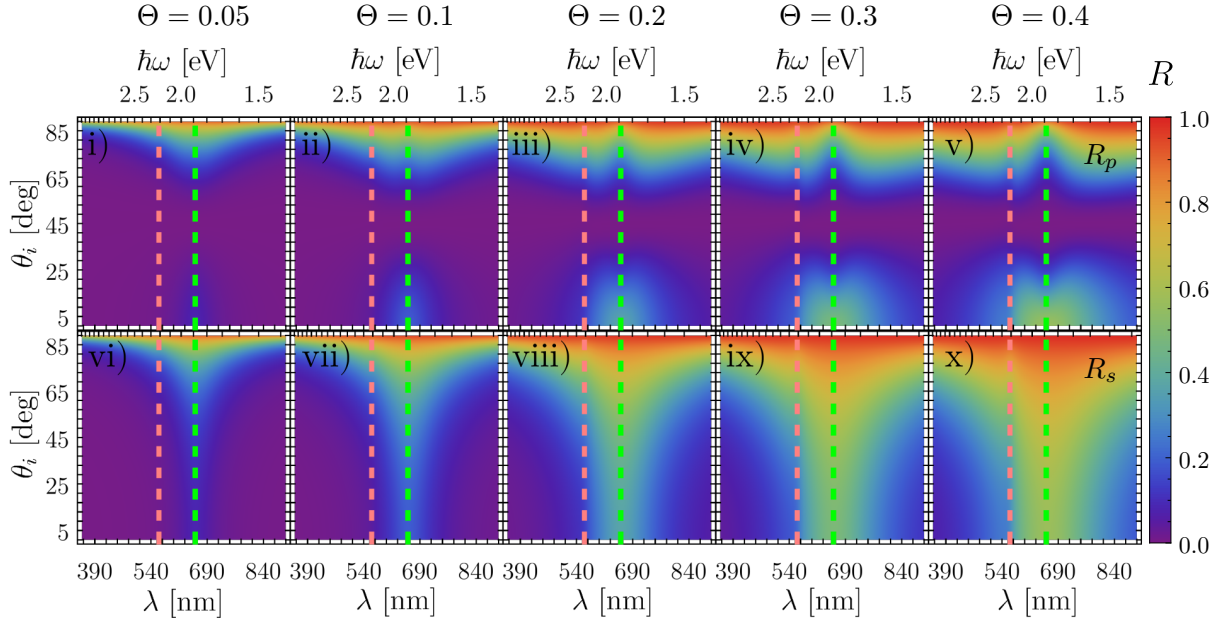 Θ = 0.05 Θ = 0.1 Θ = 0.2 Θ = 0.3 Θ = 0.4
ħω [eV] ħω [eV] ħω [eV] ħω [eV] ħω [eV] R
2.5 2.0 1.5 2.5 2.0 1.5 2.5 2.0 1.5 2.5 2.0 1.5 2.5 2.0 1.5
85 i) ii) iii) iv) v) R_p 1.0
65
45
25
5
θ_i [deg]
0.8
0.6
85 vi) vii) viii) ix) x) R_s
65
45
25
5
θ_i [deg]
0.4
0.2
0.0
390 540 690 840 390 540 690 840 390 540 690 840 390 540 690 840 390 540 690 840
λ [nm] λ [nm] λ [nm] λ [nm] λ [nm]